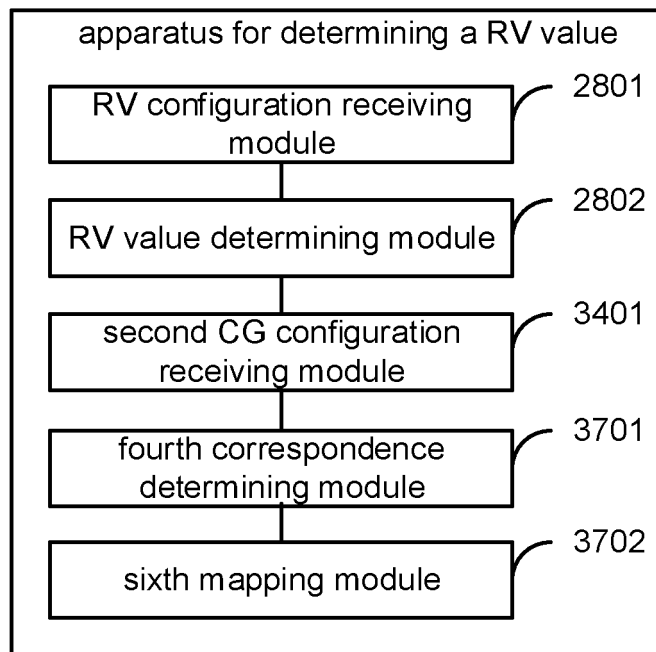 apparatus for determining a RV value
RV configuration receiving
module
2801
RV value determining module
2802
second CG configuration
receiving module
3401
fourth correspondence
determining module
3701
sixth mapping module
3702